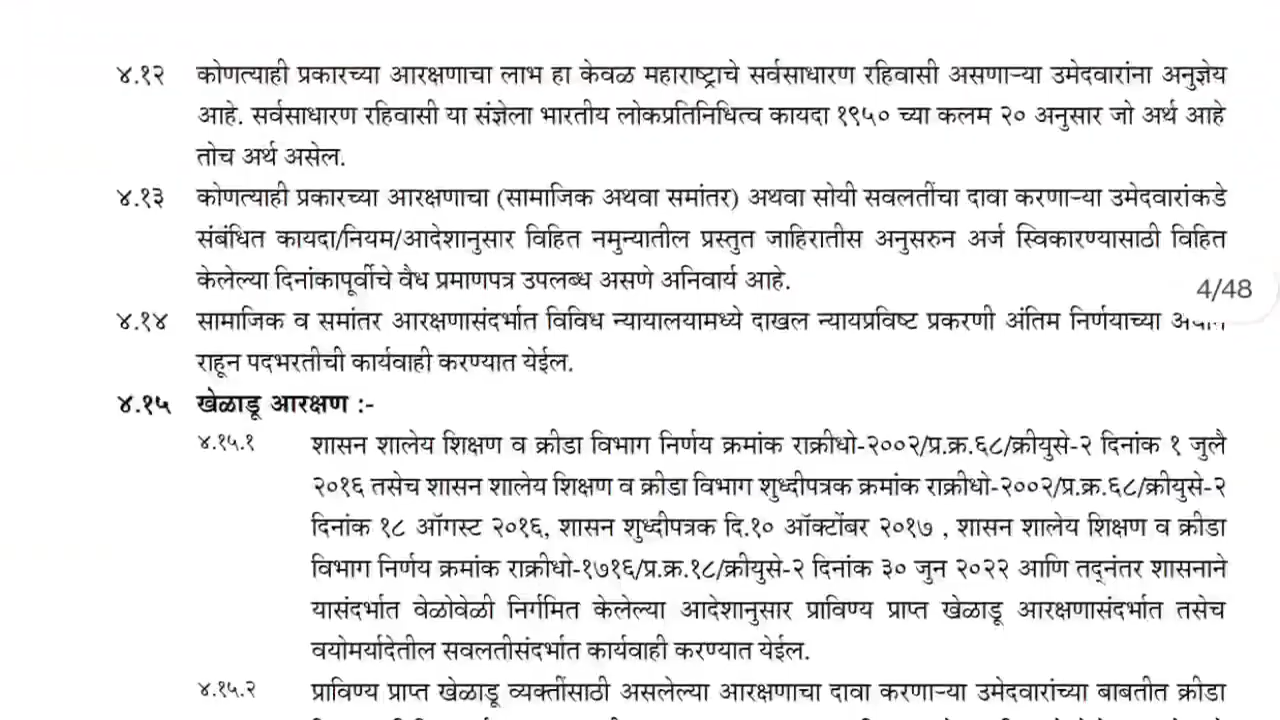 ४.१२ कोणत्याही प्रकारच्या आरक्षणाचा लाभ हा केवळ महाराष्ट्राचे सर्वसाधारण रहिवासी असणाऱ्या उमेदवारांना अनुज्ञेय
आहे. सर्वसाधारण रहिवासी या संज्ञेला भारतीय लोकप्रतिनिधित्व कायदा १९५० च्या कलम २० अनुसार जो अर्थ आहे
तोच अर्थ असेल.
४.१३ कोणत्याही प्रकारच्या आरक्षणाचा (सामाजिक अथवा समांतर) अथवा सोयी सवलतींचा दावा करणाऱ्या उमेदवारांकडे
संबंधित कायदा/नियम/आदेशानुसार विहित नमुन्यातील प्रस्तुत जाहिरातीस अनुसरुन अर्ज स्विकारण्यासाठी विहित
केलेल्या दिनांकापूर्वीचे वैध प्रमाणपत्र उपलब्ध असणे अनिवार्य आहे.
4/48
४.१४ सामाजिक व समांतर आरक्षणासंदर्भात विविध न्यायालयामध्ये दाखल न्यायप्रविष्ट प्रकरणी अंतिम निर्णयाच्या
राहून पदभरतीची कार्यवाही करण्यात येईल.
४.१५ खेळाडू आरक्षण :-
४.१५.१ शासन शालेय शिक्षण व क्रीडा विभाग निर्णय क्रमांक राक्रीधो-२००२/प्र.क्र.६८/क्रीयुसे-२ दिनांक १ जुलै
२०१६ तसेच शासन शालेय शिक्षण व क्रीडा विभाग शुध्दीपत्रक क्रमांक राक्रीधो-२००२/प्र.क्र.६८/क्रीयुसे-२
दिनांक १८ ऑगस्ट २०१६, शासन शुध्दीपत्रक दि.१० ऑक्टोंबर २०१७ , शासन शालेय शिक्षण व क्रीडा
विभाग निर्णय क्रमांक राक्रीधो-१७१६/प्र.क्र.१८/क्रीयुसे-२ दिनांक ३० जुन २०२२ आणि तद्नंतर शासनाने
यासंदर्भात वेळोवेळी निर्गमित केलेल्या आदेशानुसार प्राविण्य प्राप्त खेळाडू आरक्षणासंदर्भात तसेच
वयोमर्यादेतील सवलतीसंदर्भात कार्यवाही करण्यात येईल.
४.१५.२ प्राविण्य प्राप्त खेळाडू व्यक्तींसाठी असलेल्या आरक्षणाचा दावा करणाऱ्या उमेदवारांच्या बाबतीत क्रीडा